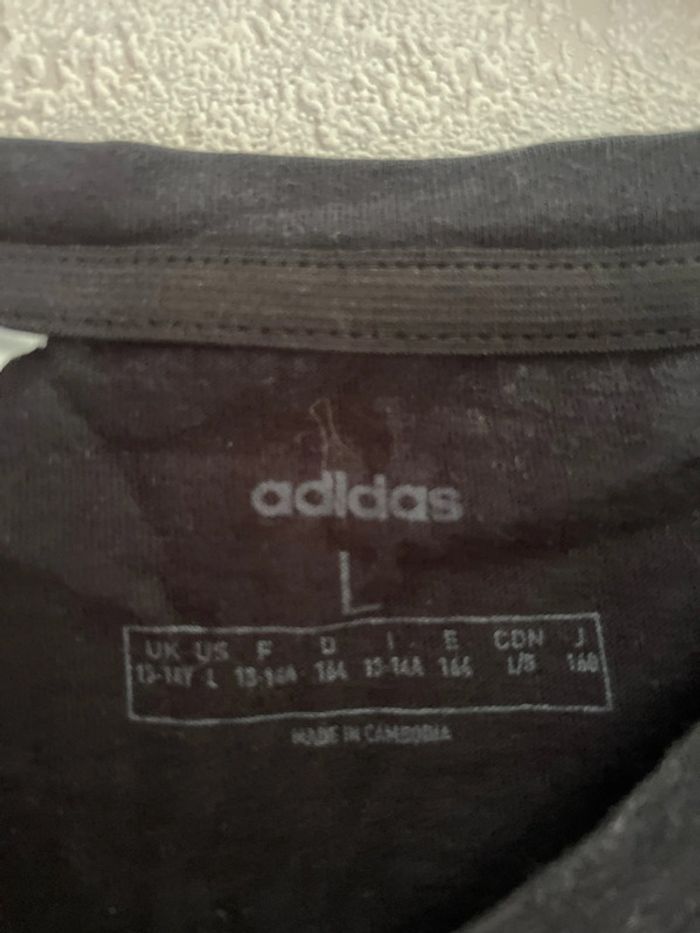 adidas
L
UK US F D I E CDN J
13-14Y L 13-14A 164 13-14A 164 L/G 160
MADE IN CAMBODIA